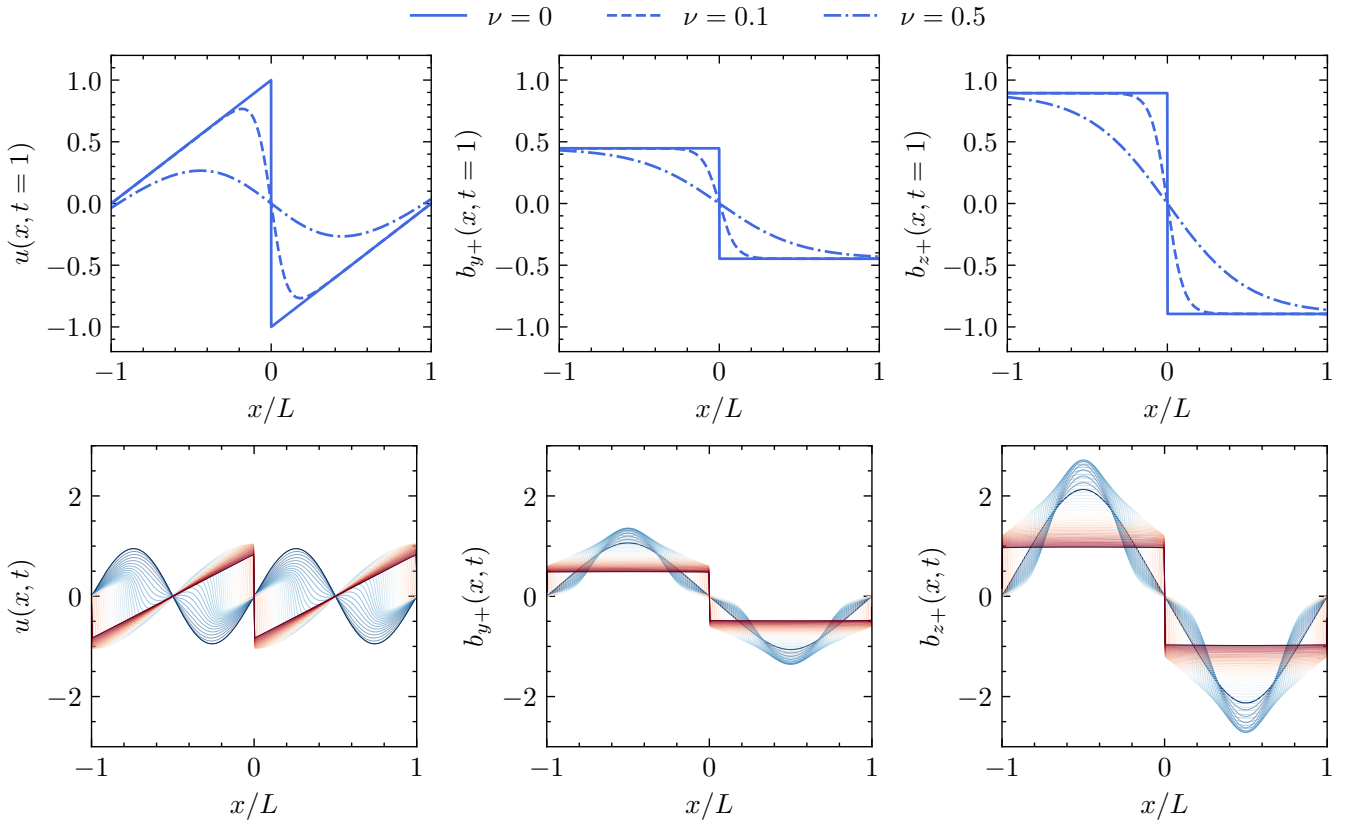 ν = 0 ν = 0.1 ν = 0.5
u(x, t = 1)
1.0
0.5
0.0
−0.5
−1.0
−1 0 1
x/L
b_{y+}(x, t = 1)
1.0
0.5
0.0
−0.5
−1.0
−1 0 1
x/L
b_{z+}(x, t = 1)
1.0
0.5
0.0
−0.5
−1.0
−1 0 1
x/L
u(x, t)
2
0
−2
−1 0 1
x/L
b_{y+}(x, t)
2
0
−2
−1 0 1
x/L
b_{z+}(x, t)
2
0
−2
−1 0 1
x/L